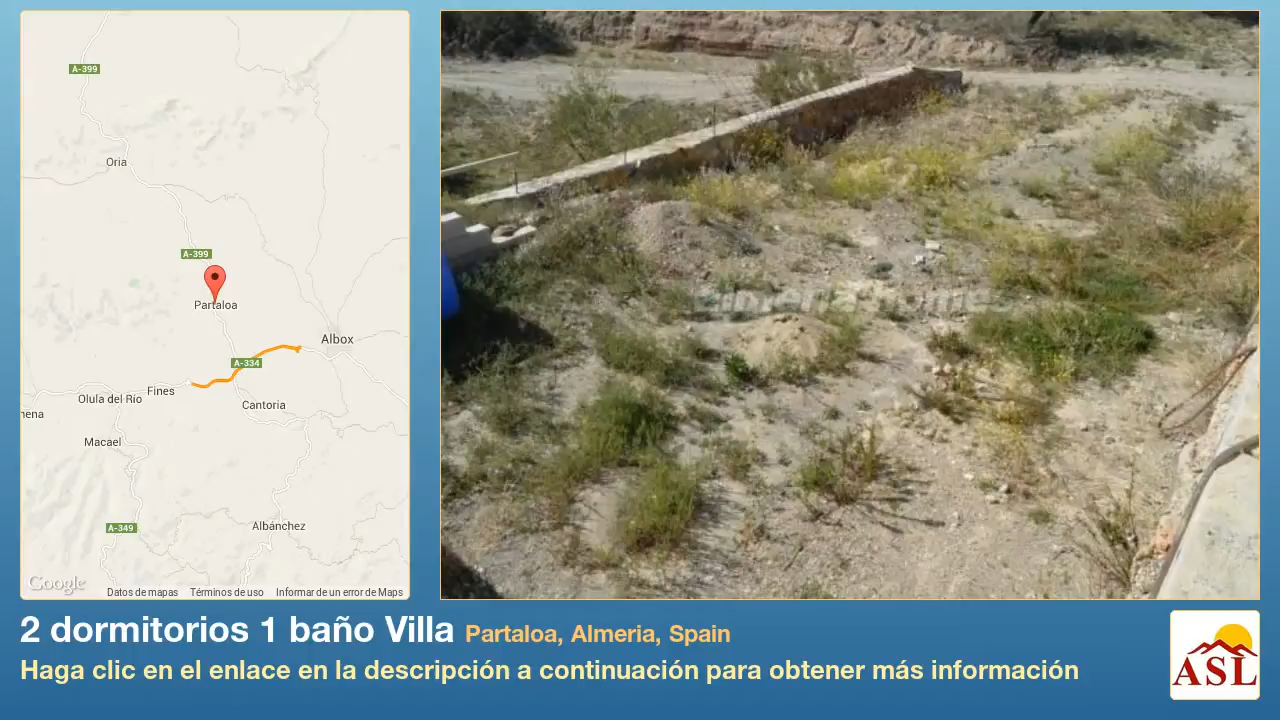 A-399
Oria
A-399
Partaloa
Albox
A-334
Fines
Olula del Río
Cantoria
Macael
A-349
Albánchez
Google
Datos de mapas Términos de uso Informar de un error de Maps
2 dormitorios 1 baño Villa Partaloa, Almeria, Spain
Haga clic en el enlace en la descripción a continuación para obtener más información
ASL